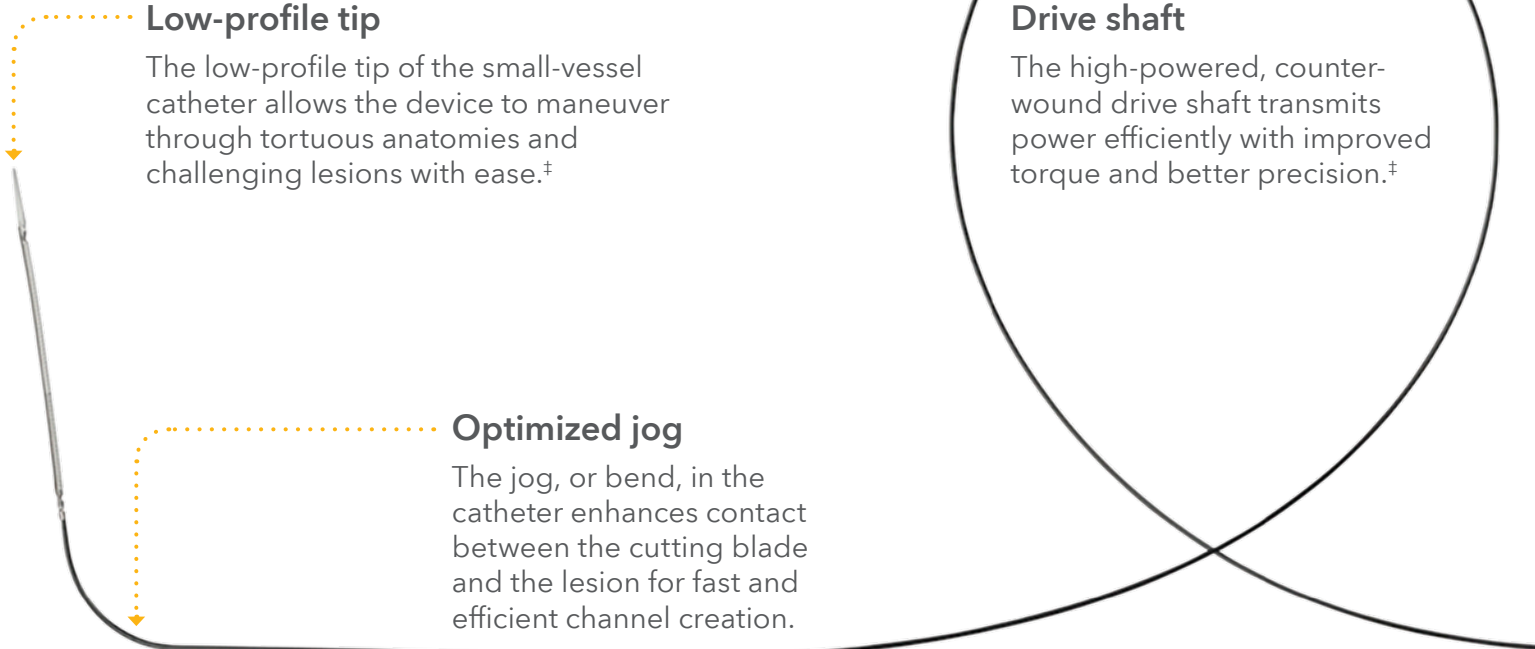 Low-profile tip
The low-profile tip of the small-vessel
catheter allows the device to maneuver
through tortuous anatomies and
challenging lesions with ease.‡
Drive shaft
The high-powered, counter-
wound drive shaft transmits
power efficiently with improved
torque and better precision.‡
Optimized jog
The jog, or bend, in the
catheter enhances contact
between the cutting blade
and the lesion for fast and
efficient channel creation.